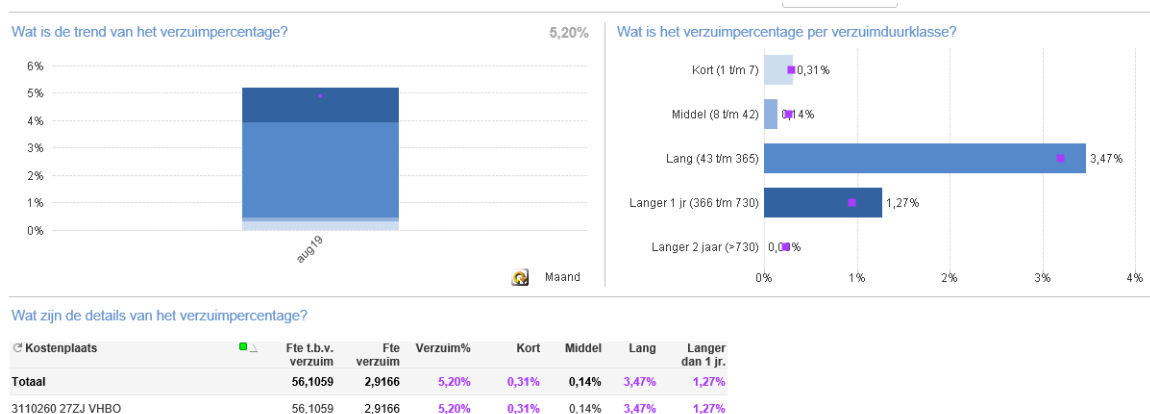 Wat is de trend van het verzuimpercentage? 5,20%
6%
5%
4%
3%
2%
1%
0%
aug19
Maand
Wat is het verzuimpercentage per verzuimduurklasse?
Kort (1 t/m 7) 0,31%
Middel (8 t/m 42) 0,14%
Lang (43 t/m 365) 3,47%
Langer 1 jr (366 t/m 730) 1,27%
Langer 2 jaar (>730)
0% 1% 2% 3% 4%
Wat zijn de details van het verzuimpercentage?
Kostenplaats Fte t.b.v. verzuim Fte verzuim Verzuim% Kort Middel Lang Langer dan 1 jr.
Totaal 56,1059 2,9166 5,20% 0,31% 0,14% 3,47% 1,27%
3110260 27ZJ VHBO 56,1059 2,9166 5,20% 0,31% 0,14% 3,47% 1,27%